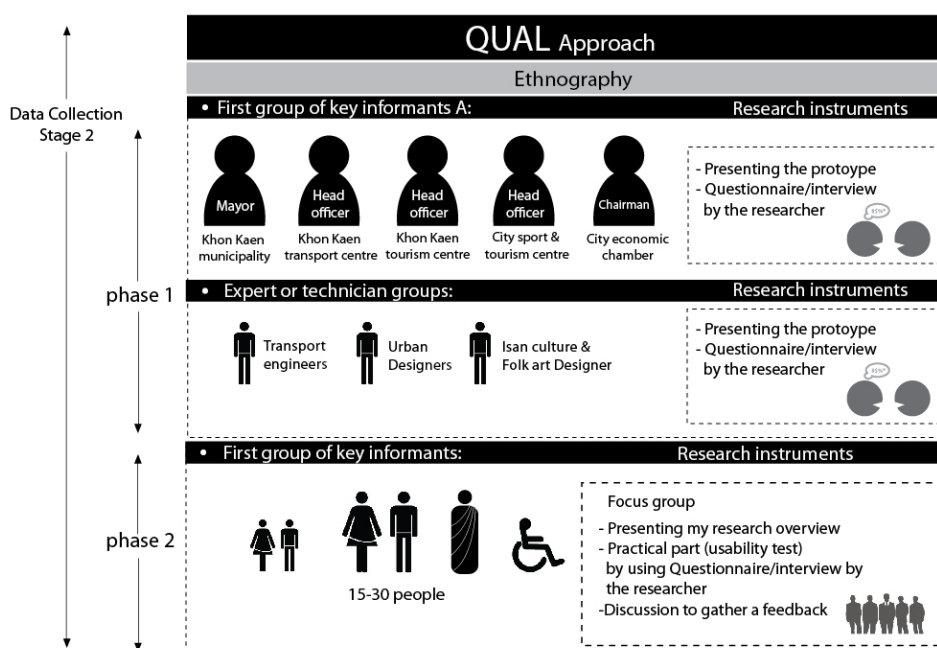 QUAL Approach
Ethnography
Data Collection
Stage 2
• First group of key informants A:
Research instruments
Mayor
Head
officer
Head
officer
Head
officer
Chairman
Khon Kaen
municipality
Khon Kaen
transport centre
Khon Kaen
tourism centre
City sport &
tourism centre
City economic
chamber
- Presenting the protoype
- Questionnaire/interview
by the researcher
phase 1
• Expert or technician groups:
Research instruments
Transport
engineers
Urban
Designers
Isan culture &
Folk art Designer
- Presenting the protoype
- Questionnaire/interview
by the researcher
• First group of key informants:
Research instruments
phase 2
15-30 people
Focus group
- Presenting my research overview
- Practical part (usability test)
by using Questionnaire/interview by
the researcher
-Discussion to gather a feedback